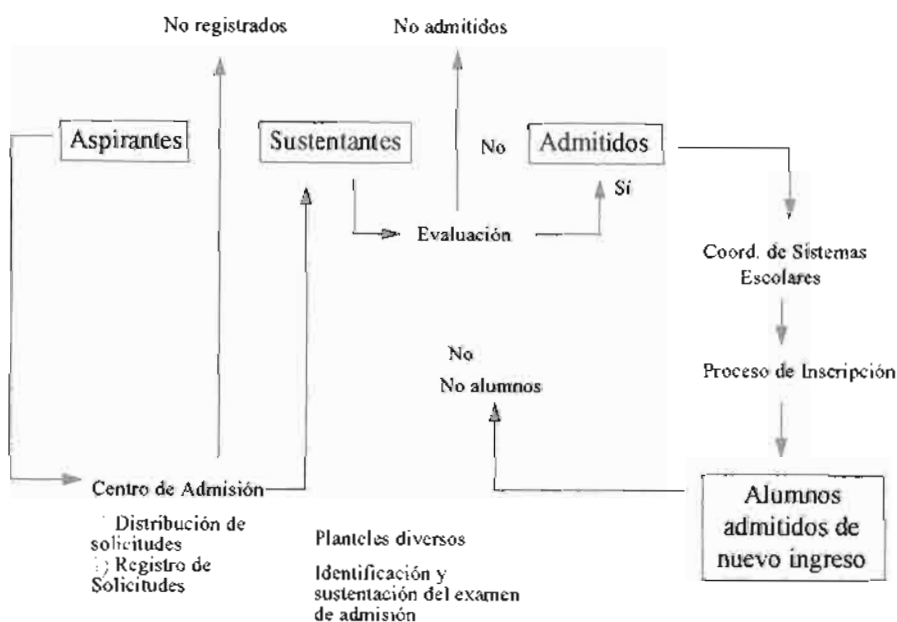 No registrados
No admitidos
Aspirantes
Sustentantes
No
Admitidos
Sí
Evaluación
Coord. de Sistemas
Escolares
No
No alumnos
Proceso de Inscripción
Centro de Admisión
Distribución de
solicitudes
) Registro de
Solicitudes
Planteles diversos
Identificación y
sustentación del examen
de admisión
Alumnos
admitidos de
nuevo ingreso